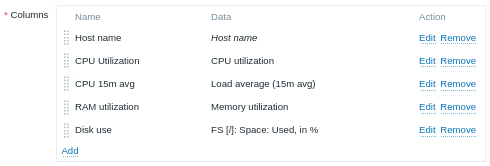 * Columns
Name Data Action
Host name Host name Edit Remove
CPU Utilization CPU utilization Edit Remove
CPU 15m avg Load average (15m avg) Edit Remove
RAM utilization Memory utilization Edit Remove
Disk use FS [/]: Space: Used, in % Edit Remove
Add